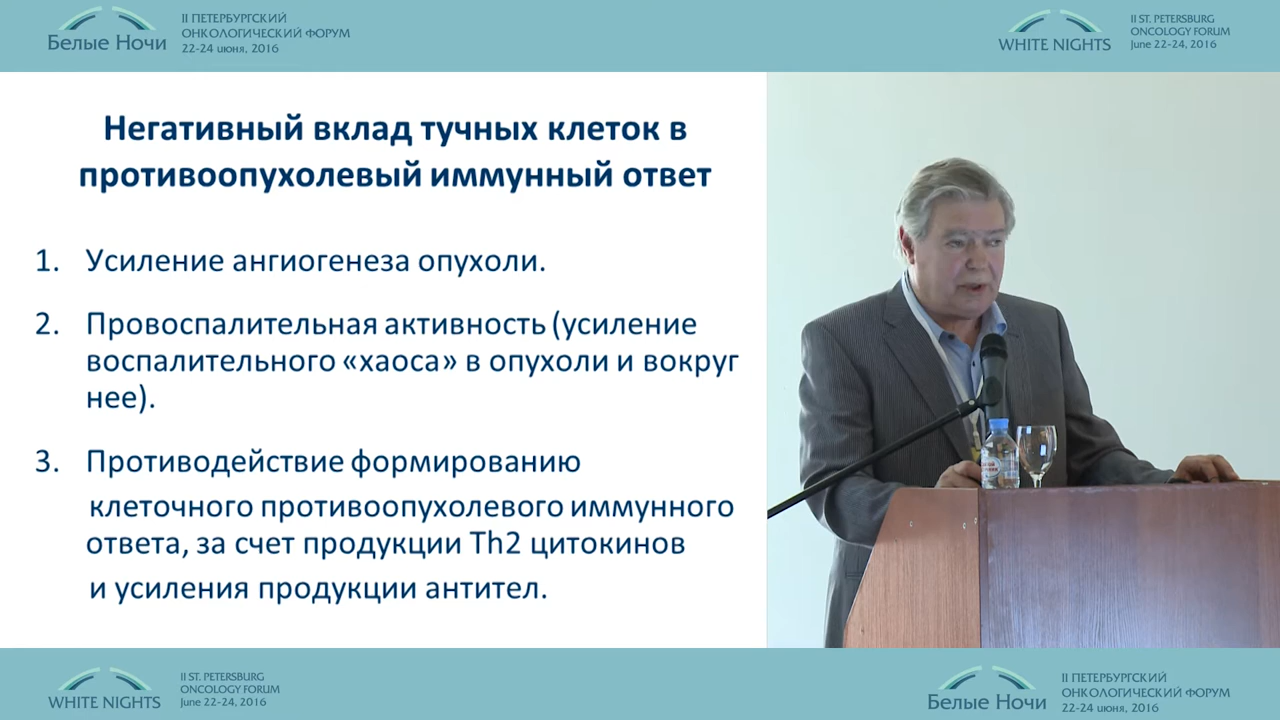 Белые Ночи
II ПЕТЕРБУРГСКИЙ
ОНКОЛОГИЧЕСКИЙ ФОРУМ
22-24 июня, 2016
WHITE NIGHTS
II ST. PETERSBURG
ONCOLOGY FORUM
June 22-24, 2016
Негативный вклад тучных клеток в
противоопухолевый иммунный ответ
1. Усиление ангиогенеза опухоли.
2. Провоспалительная активность (усиление
воспалительного «хаоса» в опухоли и вокруг
нее).
3. Противодействие формированию
клеточного противоопухолевого иммунного
ответа, за счет продукции Th2 цитокинов
и усиления продукции антител.
WHITE NIGHTS
II ST. PETERSBURG
ONCOLOGY FORUM
June 22-24, 2016
Белые Ночи
II ПЕТЕРБУРГСКИЙ
ОНКОЛОГИЧЕСКИЙ ФОРУМ
22-24 июня, 2016